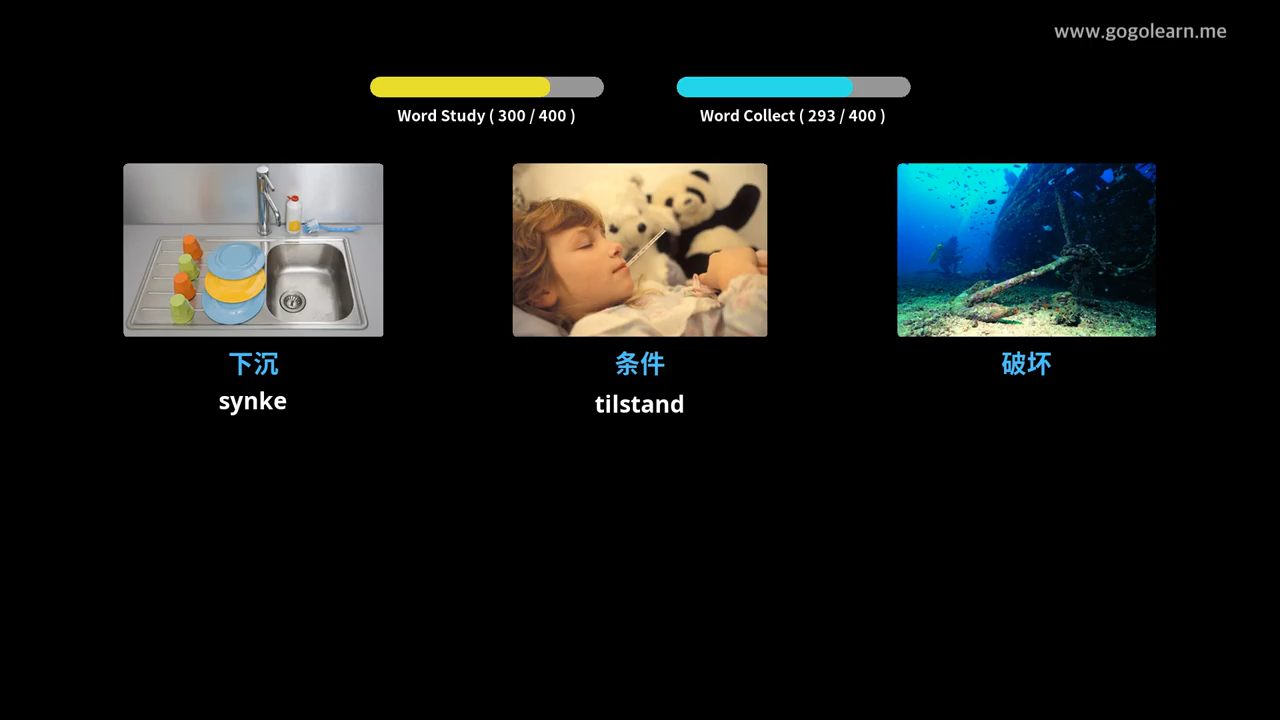 www.gogolearn.me
Word Study ( 300 / 400 )
Word Collect ( 293 / 400 )
下沉
synke
条件
tilstand
破坏